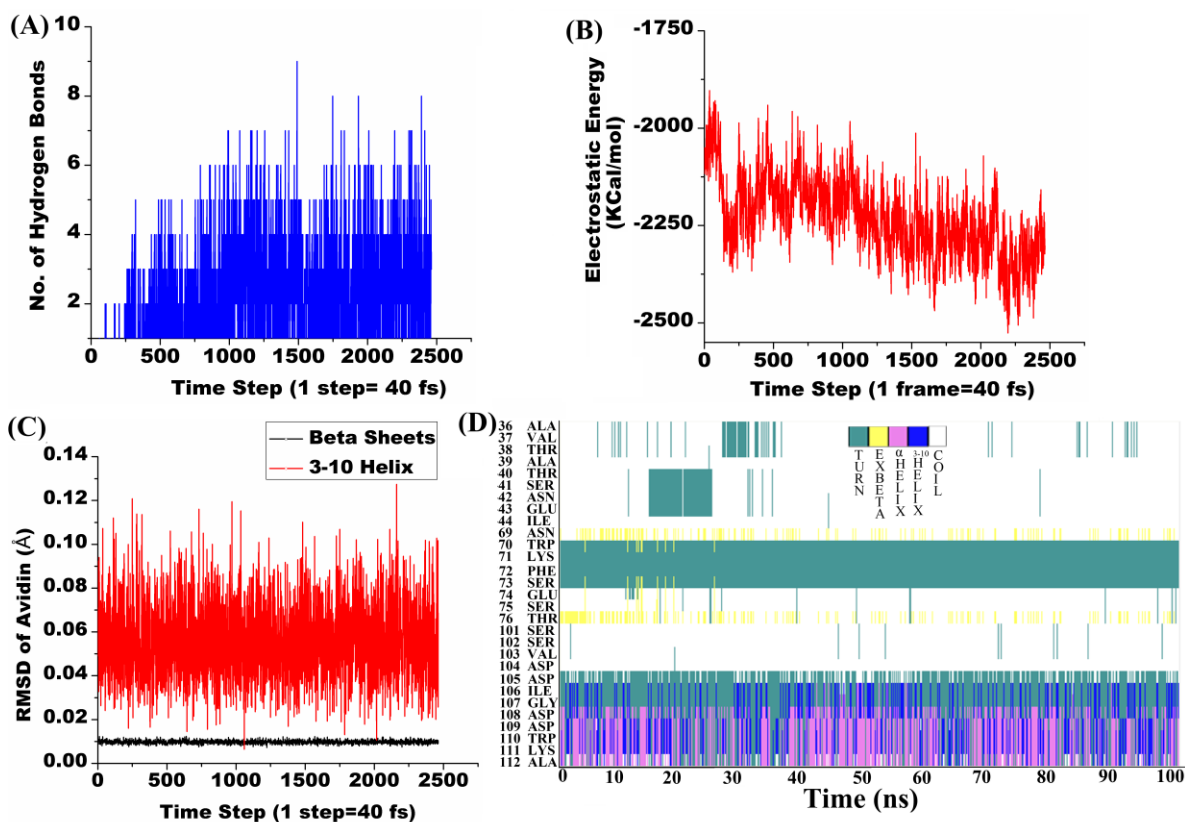 (A)
10
8
6
4
2
No. of Hydrogen Bonds
0 500 1000 1500 2000 2500
Time Step (1 step= 40 fs)
(B)
-1750
-2000
-2250
-2500
Electrostatic Energy
(KCal/mol)
0 500 1000 1500 2000 2500
Time Step (1 frame=40 fs)
(C)
Beta Sheets
3-10 Helix
0.14
0.12
0.10
0.08
0.06
0.04
0.02
0.00
RMSD of Avidin (Å)
0 500 1000 1500 2000 2500
Time Step (1 step=40 fs)
(D)
36 ALA
37 VAL
38 THR
39 ALA
40 THR
41 SER
42 ASN
43 GLU
44 ILE
69 ASN
70 TRP
71 LYS
72 PHE
73 SER
74 GLU
75 SER
76 THR
101 SER
102 SER
103 VAL
104 ASP
105 ASP
106 ILE
107 GLY
108 ASP
109 ASP
110 TRP
111 LYS
112 ALA
TURN
EXBETA
α HELIX
3-10 HELIX
COIL
0 10 20 30 40 50 60 70 80 90 100
Time (ns)